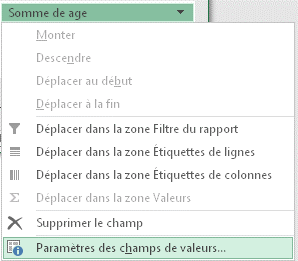 Somme de age
Monter
Descendre
Déplacer au début
Déplacer à la fin
Déplacer dans la zone Filtre du rapport
Déplacer dans la zone Étiquettes de lignes
Déplacer dans la zone Étiquettes de colonnes
Déplacer dans la zone Valeurs
Supprimer le champ
Paramètres des champs de valeurs...